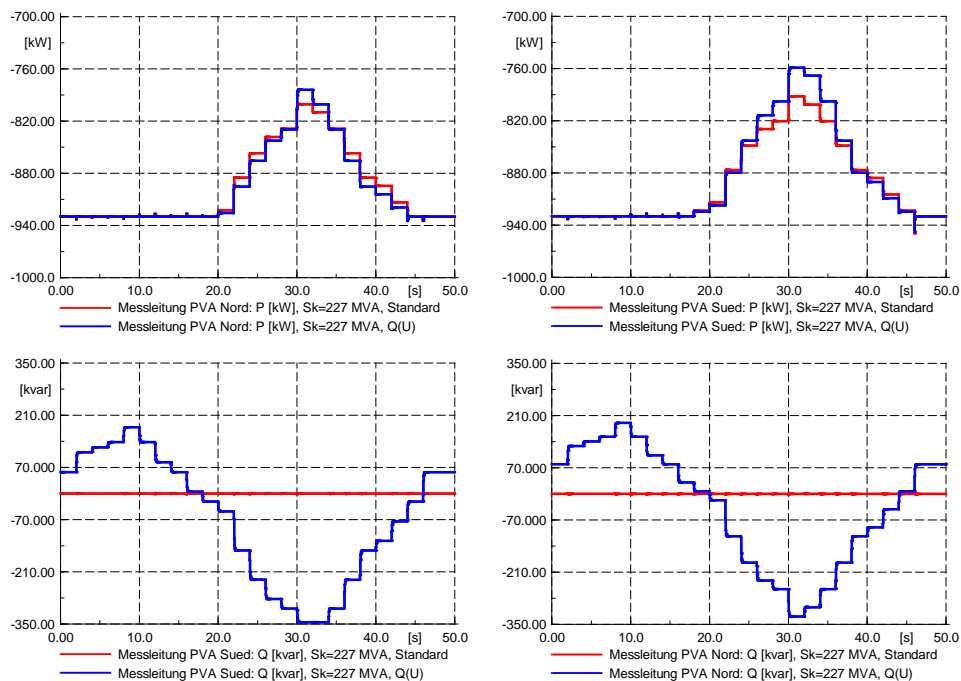 -700.00
[kW]
-760.00
-820.00
-880.00
-940.00
-1000.0
0.00 10.0 20.0 30.0 40.0 [s] 50.0
Messleitung PVA Nord: P [kW], Sk=227 MVA, Standard
Messleitung PVA Nord: P [kW], Sk=227 MVA, Q(U)
-700.00
[kW]
-760.00
-820.00
-880.00
-940.00
-1000.0
0.00 10.0 20.0 30.0 40.0 [s] 50.0
Messleitung PVA Sued: P [kW], Sk=227 MVA, Standard
Messleitung PVA Sued: P [kW], Sk=227 MVA, Q(U)
350.00
[kvar]
210.00
70.000
-70.000
-210.00
-350.00
0.00 10.0 20.0 30.0 40.0 [s] 50.0
Messleitung PVA Sued: Q [kvar], Sk=227 MVA, Standard
Messleitung PVA Sued: Q [kvar], Sk=227 MVA, Q(U)
350.00
[kvar]
210.00
70.000
-70.000
-210.00
-350.00
0.00 10.0 20.0 30.0 40.0 [s] 50.0
Messleitung PVA Nord: Q [kvar], Sk=227 MVA, Standard
Messleitung PVA Nord: Q [kvar], Sk=227 MVA, Q(U)